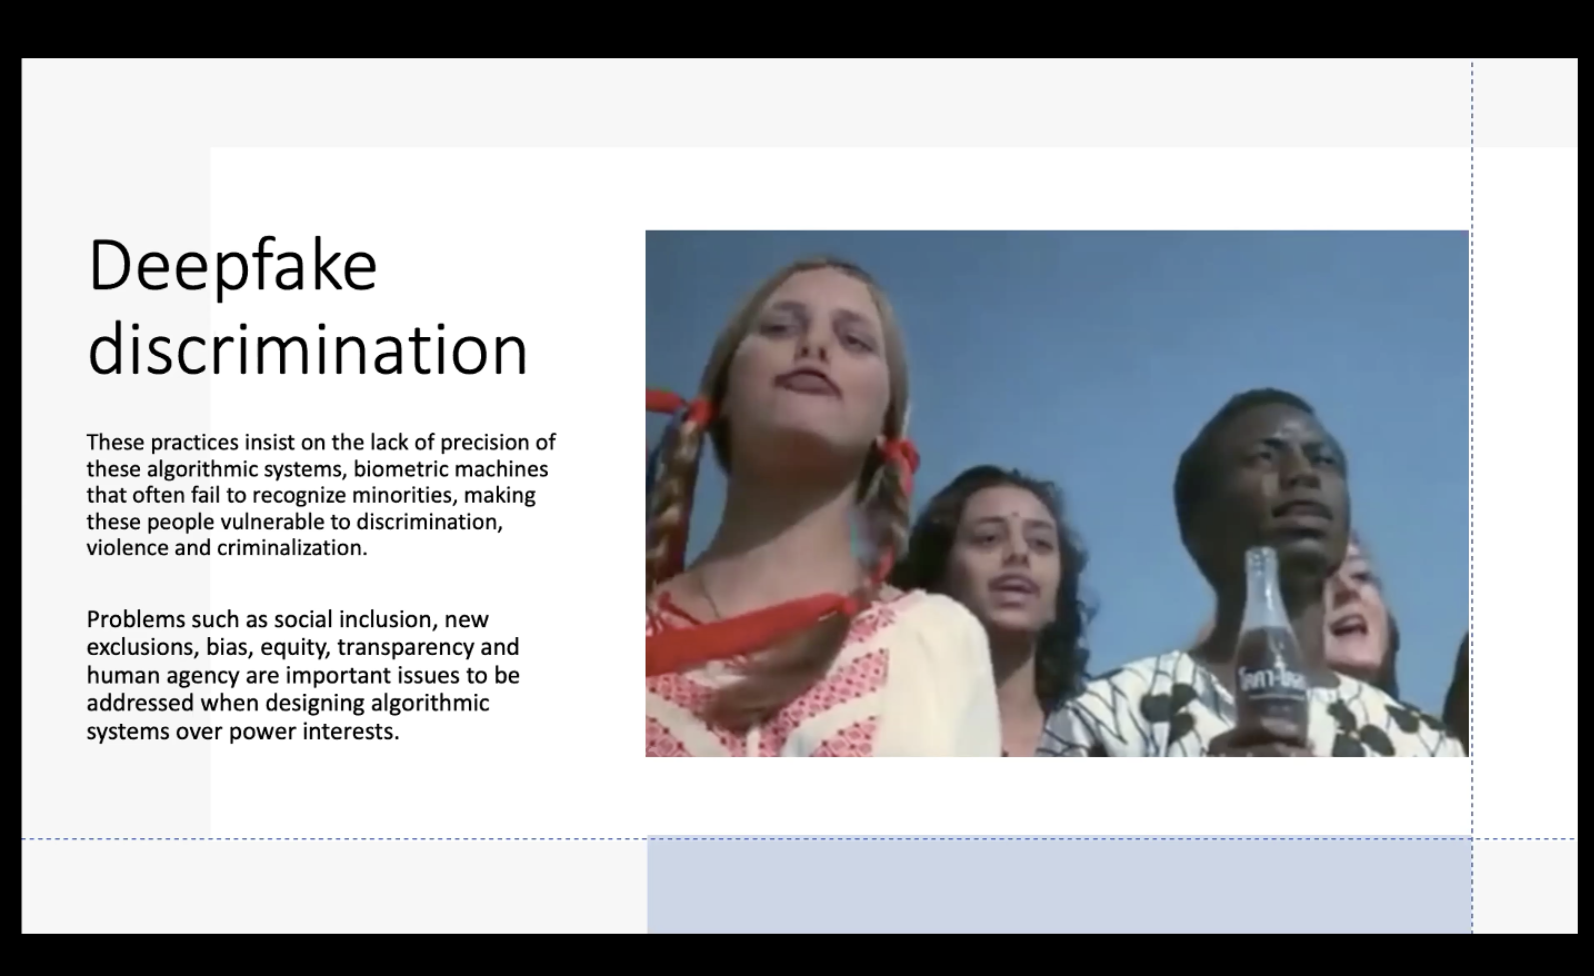 Deepfake
discrimination
These practices insist on the lack of precision of
these algorithmic systems, biometric machines
that often fail to recognize minorities, making
these people vulnerable to discrimination,
violence and criminalization.
Problems such as social inclusion, new
exclusions, bias, equity, transparency and
human agency are important issues to be
addressed when designing algorithmic
systems over power interests.